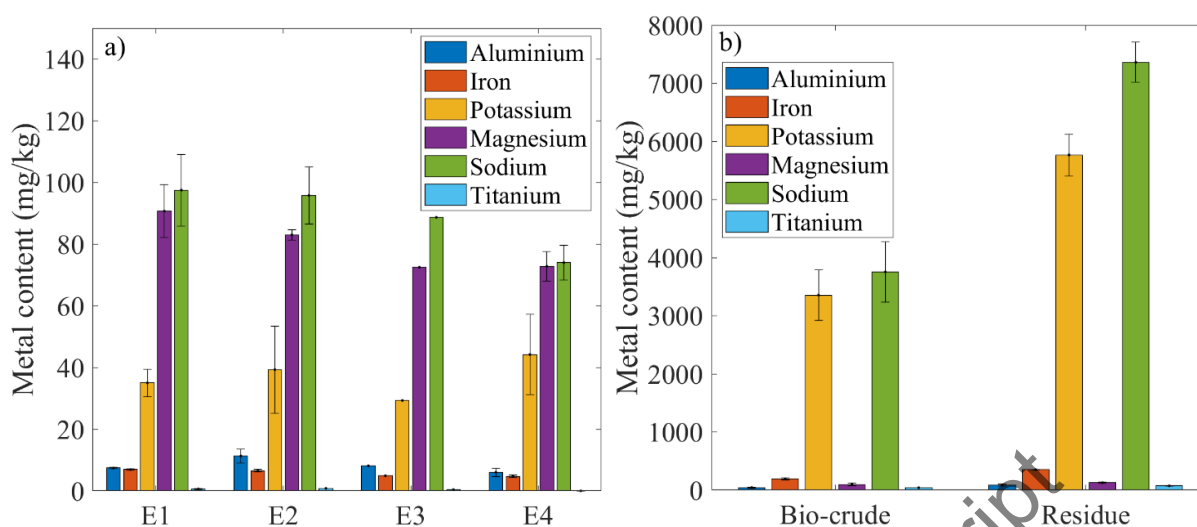 a)
Metal content (mg/kg)
140
120
100
80
60
40
20
0
Aluminium
Iron
Potassium
Magnesium
Sodium
Titanium
E1 E2 E3 E4
b)
Metal content (mg/kg)
8000
7000
6000
5000
4000
3000
2000
1000
0
Aluminium
Iron
Potassium
Magnesium
Sodium
Titanium
Bio-crude Residue
ript